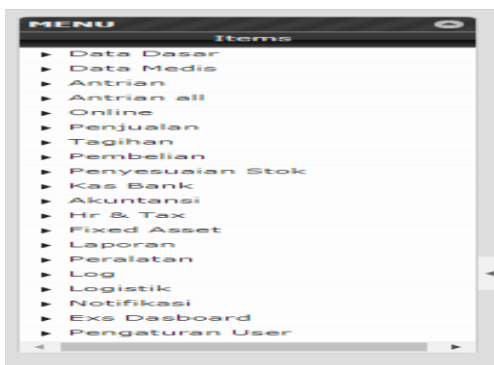 MENU
Items
Data Dasar
Data Medis
Antrian
Antrian all
Online
Penjualan
Tagihan
Pembelian
Penyesuaian Stok
Kas Bank
Akuntansi
Hr & Tax
Fixed Asset
Laporan
Peralatan
Log
Logistik
Notifikasi
Exs Dasboard
Pengaturan User